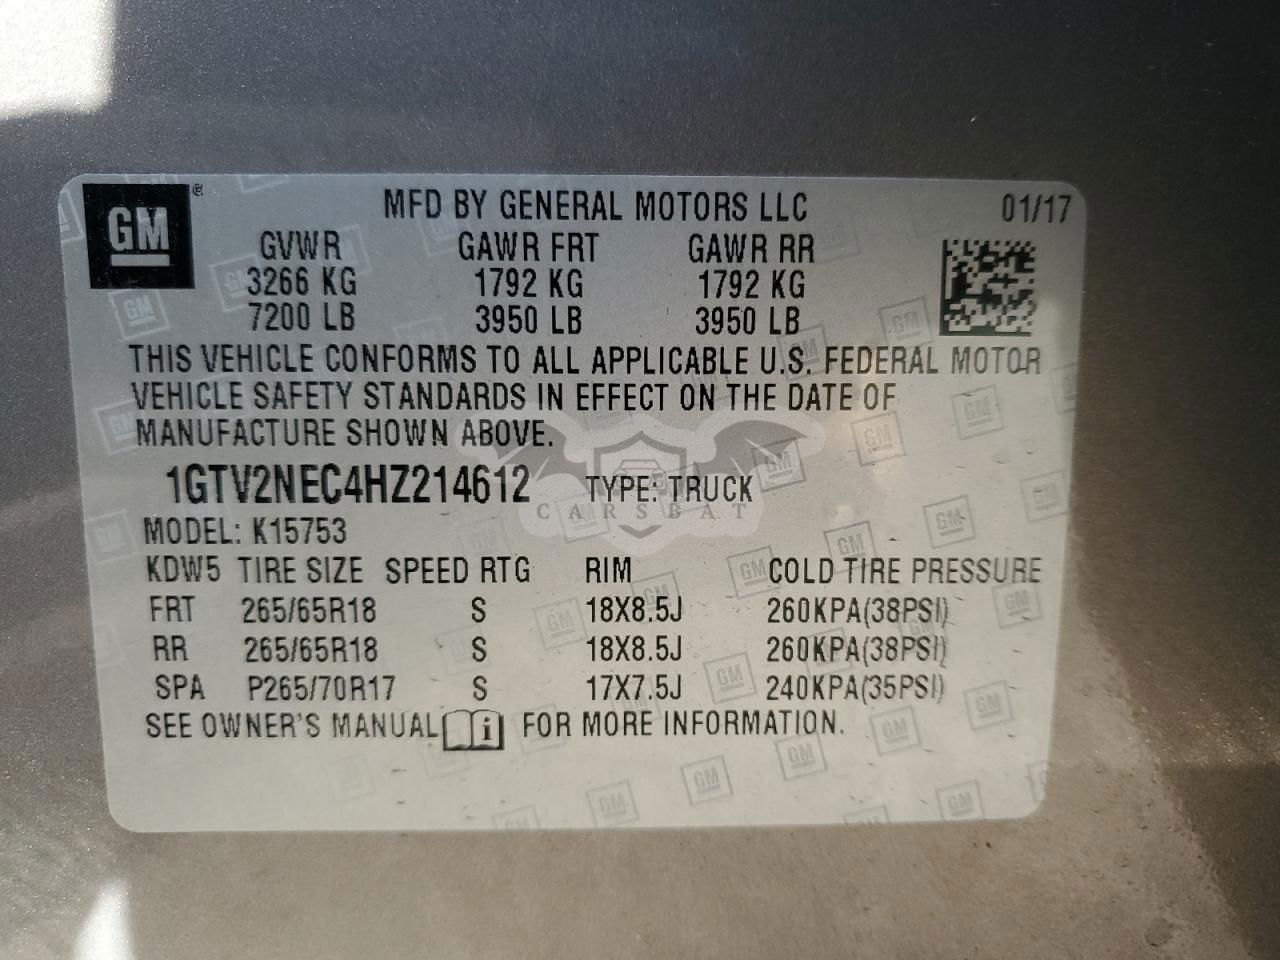 GM ®
MFD BY GENERAL MOTORS LLC 01/17
GVWR GAWR FRT GAWR RR
3266 KG 1792 KG 1792 KG
7200 LB 3950 LB 3950 LB
THIS VEHICLE CONFORMS TO ALL APPLICABLE U.S. FEDERAL MOTOR
VEHICLE SAFETY STANDARDS IN EFFECT ON THE DATE OF
MANUFACTURE SHOWN ABOVE.
1GTV2NEC4HZ214612 TYPE: TRUCK
CARSBAT
MODEL: K15753
KDW5 TIRE SIZE SPEED RTG RIM COLD TIRE PRESSURE
FRT 265/65R18 S 18X8.5J 260KPA(38PSI)
RR 265/65R18 S 18X8.5J 260KPA(38PSI)
SPA P265/70R17 S 17X7.5J 240KPA(35PSI)
SEE OWNER'S MANUAL i FOR MORE INFORMATION.